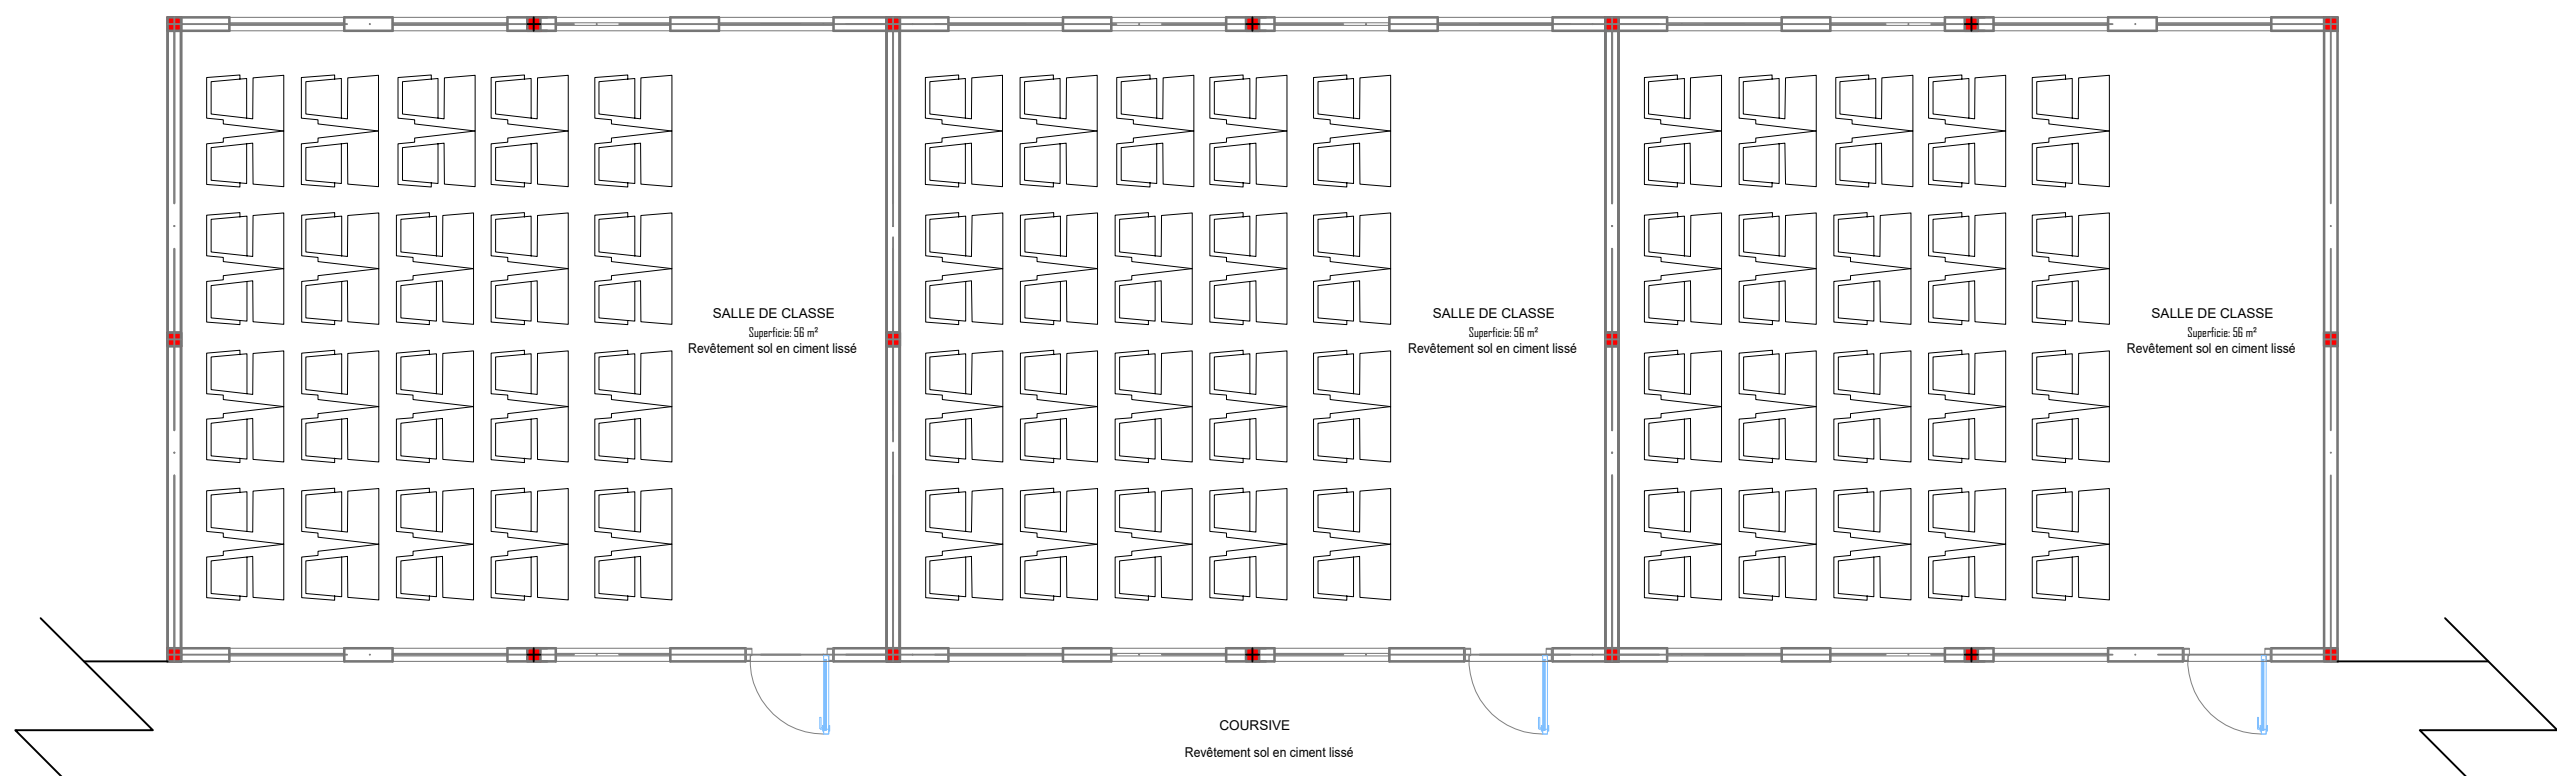 SALLE DE CLASSE
Superficie: 56 m²
Revêtement sol en ciment lissé
SALLE DE CLASSE
Superficie: 56 m²
Revêtement sol en ciment lissé
SALLE DE CLASSE
Superficie: 56 m²
Revêtement sol en ciment lissé
COURSIVE
Revêtement sol en ciment lissé